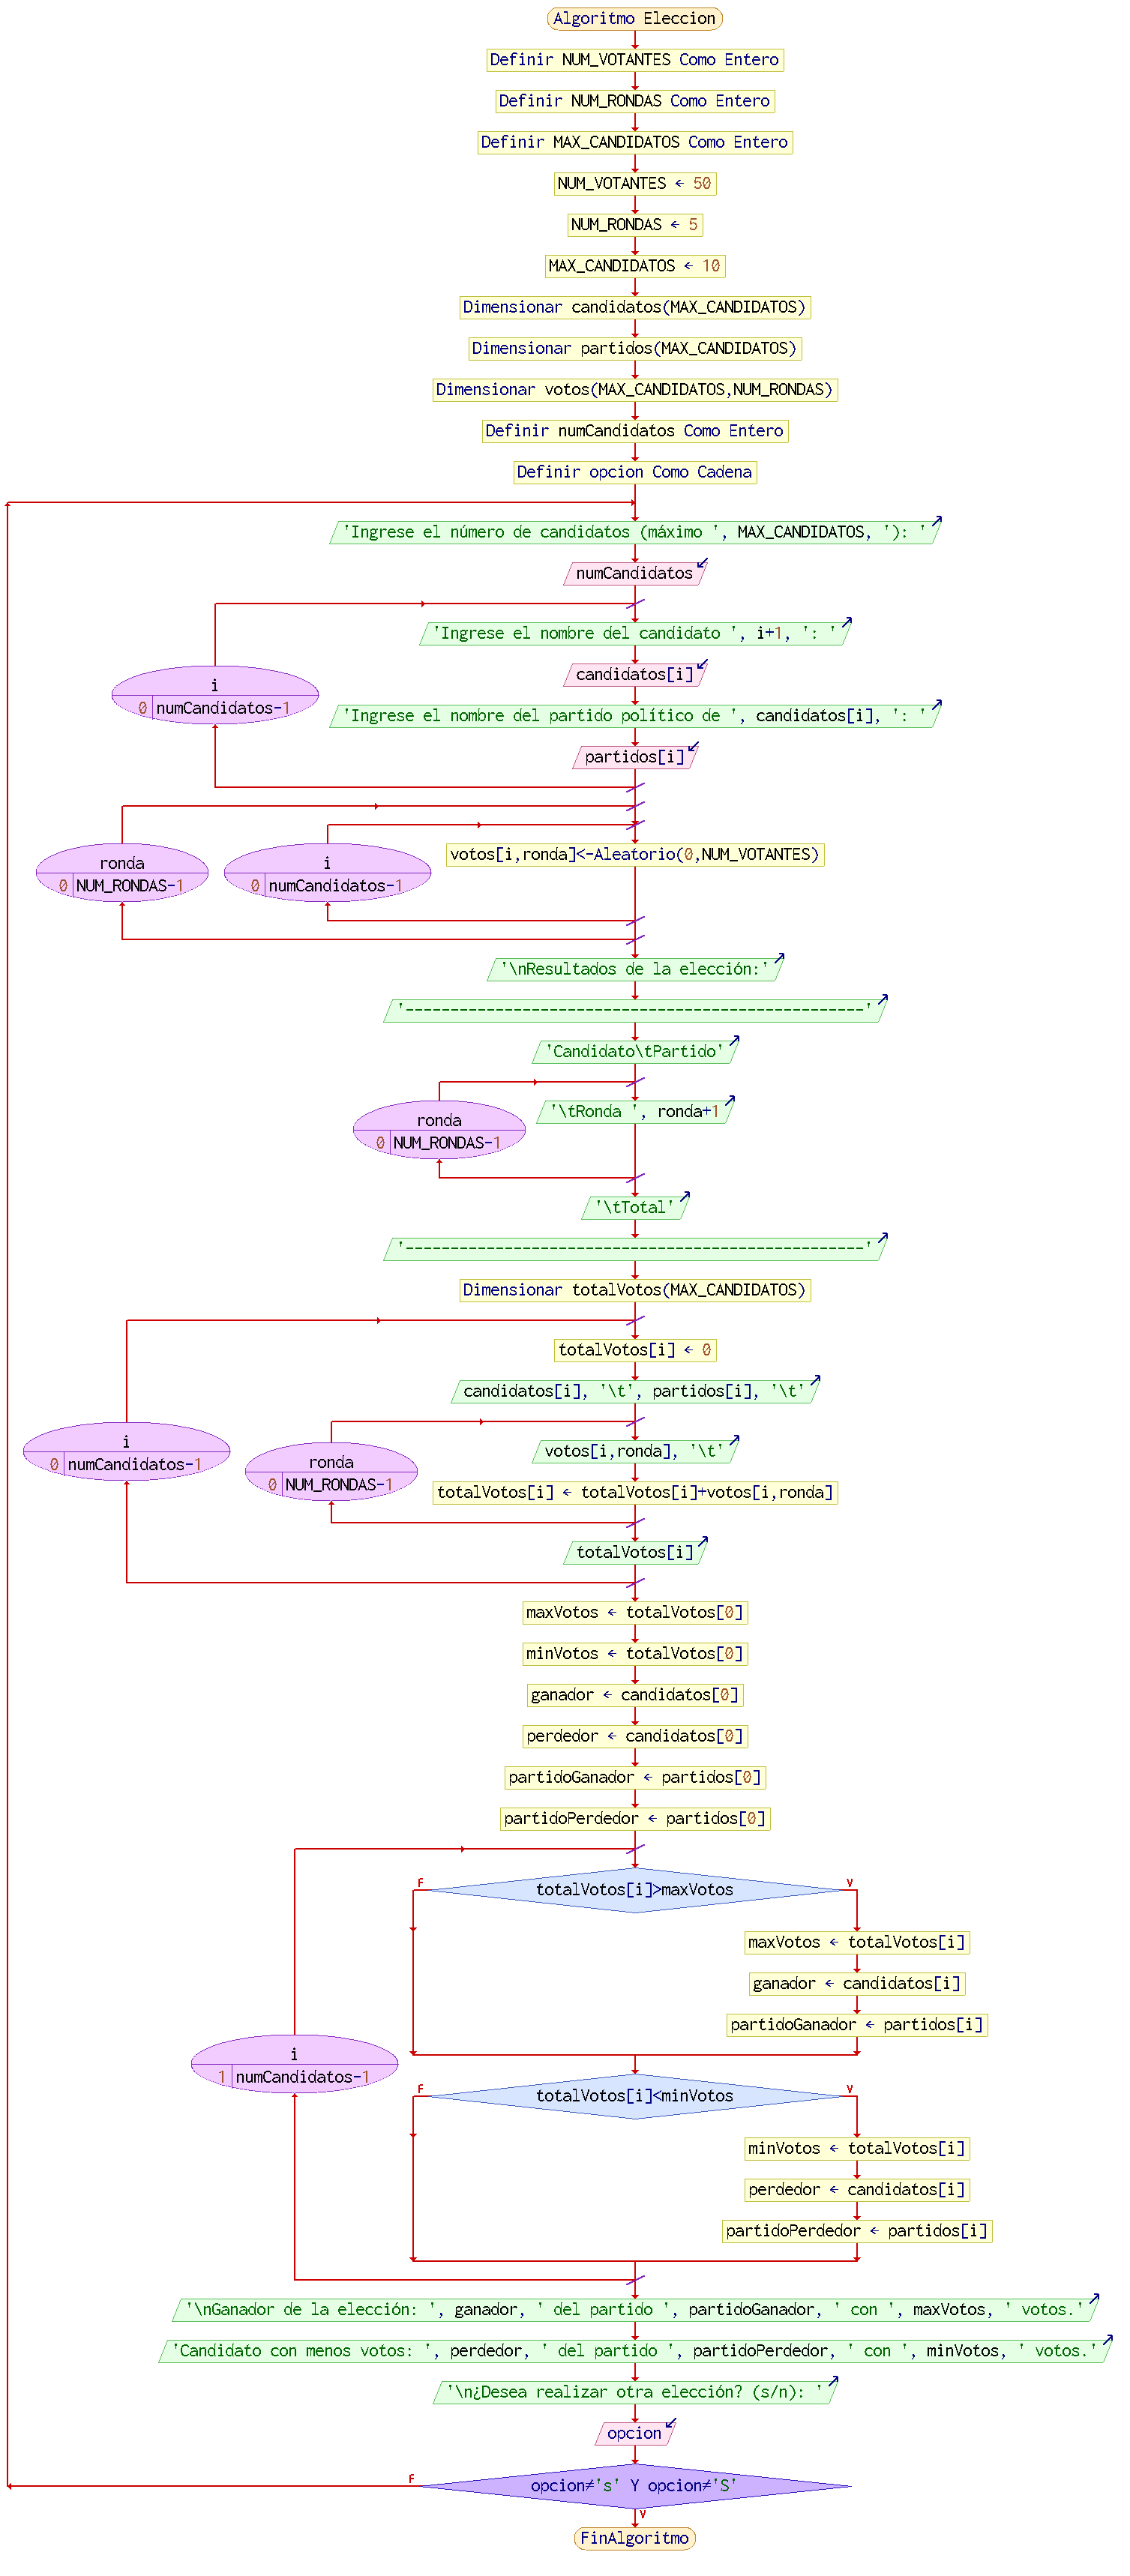 Algoritmo Eleccion
Definir NUM_VOTANTES Como Entero
Definir NUM_RONDAS Como Entero
Definir MAX_CANDIDATOS Como Entero
NUM_VOTANTES ← 50
NUM_RONDAS ← 5
MAX_CANDIDATOS ← 10
Dimensionar candidatos(MAX_CANDIDATOS)
Dimensionar partidos(MAX_CANDIDATOS)
Dimensionar votos(MAX_CANDIDATOS,NUM_RONDAS)
Definir numCandidatos Como Entero
Definir opcion Como Cadena
'Ingrese el número de candidatos (máximo ', MAX_CANDIDATOS, '): '
numCandidatos
i
0 numCandidatos-1
'Ingrese el nombre del candidato ', i+1, ': '
candidatos[i]
'Ingrese el nombre del partido político de ', candidatos[i], ': '
partidos[i]
ronda
0 NUM_RONDAS-1
i
0 numCandidatos-1
votos[i,ronda]<-Aleatorio(0,NUM_VOTANTES)
'\nResultados de la elección:'
'---------------------------------------------------'
'Candidato\tPartido'
ronda
0 NUM_RONDAS-1
'\tRonda ', ronda+1
'\tTotal'
'---------------------------------------------------'
Dimensionar totalVotos(MAX_CANDIDATOS)
i
0 numCandidatos-1
totalVotos[i] ← 0
candidatos[i], '\t', partidos[i], '\t'
ronda
0 NUM_RONDAS-1
votos[i,ronda], '\t'
totalVotos[i] ← totalVotos[i]+votos[i,ronda]
totalVotos[i]
maxVotos ← totalVotos[0]
minVotos ← totalVotos[0]
ganador ← candidatos[0]
perdedor ← candidatos[0]
partidoGanador ← partidos[0]
partidoPerdedor ← partidos[0]
i
1 numCandidatos-1
F totalVotos[i]>maxVotos V
maxVotos ← totalVotos[i]
ganador ← candidatos[i]
partidoGanador ← partidos[i]
F totalVotos[i]<minVotos V
minVotos ← totalVotos[i]
perdedor ← candidatos[i]
partidoPerdedor ← partidos[i]
'\nGanador de la elección: ', ganador, ' del partido ', partidoGanador, ' con ', maxVotos, ' votos.'
'Candidato con menos votos: ', perdedor, ' del partido ', partidoPerdedor, ' con ', minVotos, ' votos.'
'\n¿Desea realizar otra elección? (s/n): '
opcion
F opcion≠'s' Y opcion≠'S'
V
FinAlgoritmo